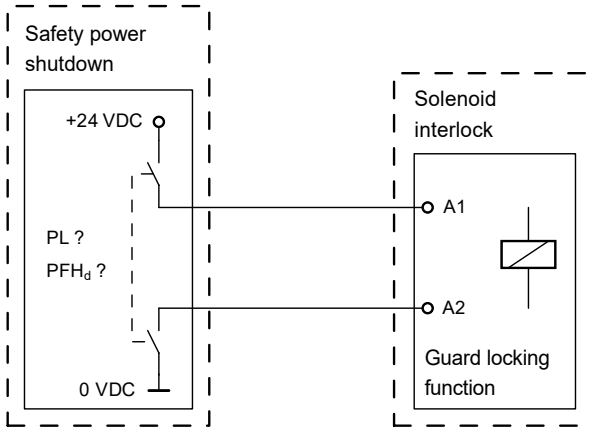 Safety power
shutdown
+24 VDC
PL ?
PFHd ?
0 VDC
Solenoid
interlock
A1
A2
Guard locking
function